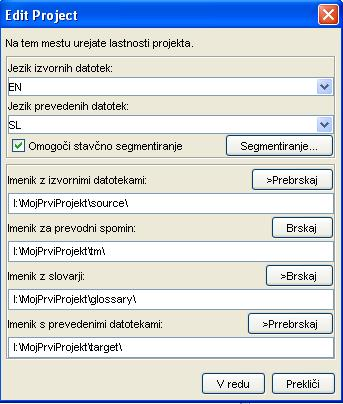 Edit Project
Na tem mestu urejate lastnosti projekta.
Jezik izvornih datotek:
EN
Jezik prevedenih datotek:
SL
Omogoči stavčno segmentiranje
Segmentiranje...
Imenik z izvornimi datotekami:
>Prebrskaj
I:\MojPrviProjekt\source\
Imenik za prevodni spomin:
Brskaj
I:\MojPrviProjekt\tm\
Imenik z slovarji:
>Brskaj
I:\MojPrviProjekt\glossary\
Imenik s prevedenimi datotekami:
>Prrebrskaj
I:\MojPrviProjekt\target\
V redu
Prekliči